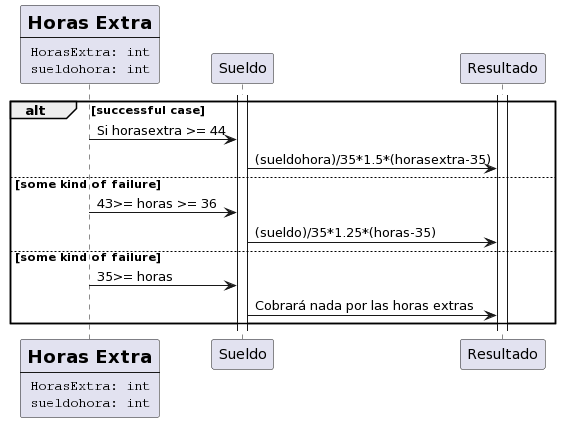 Horas Extra
HorasExtra: int
sueldohora: int
Sueldo
Resultado
alt [successful case]
Si horasextra >= 44
(sueldohora)/35*1.5*(horasextra-35)
[some kind of failure]
43>= horas >= 36
(sueldo)/35*1.25*(horas-35)
[some kind of failure]
35>= horas
Cobrará nada por las horas extras
Horas Extra
HorasExtra: int
sueldohora: int
Sueldo
Resultado